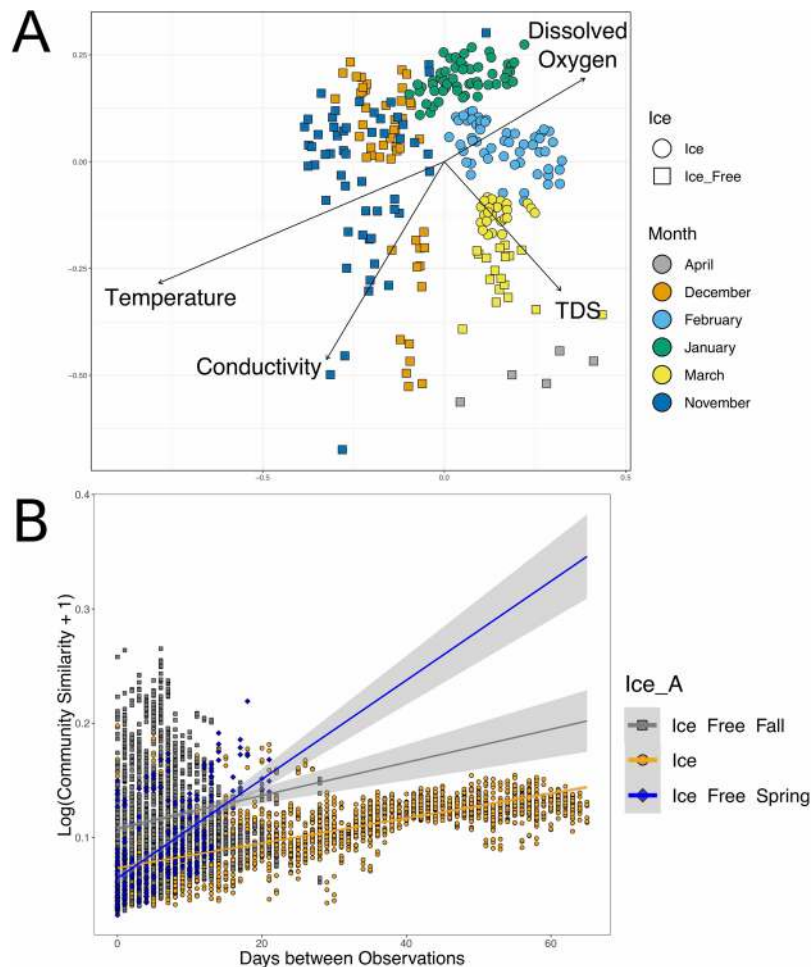 A
Dissolved
Oxygen
0.25
0.00
−0.25
−0.50
Temperature
Conductivity
TDS
−0.5
0.0
0.5
Ice
Ice
Ice_Free
Month
April
December
February
January
March
November
B
Log(Community Similarity + 1)
0.4
0.3
0.2
0.1
0
20
40
60
Days between Observations
Ice_A
Ice Free Fall
Ice
Ice Free Spring